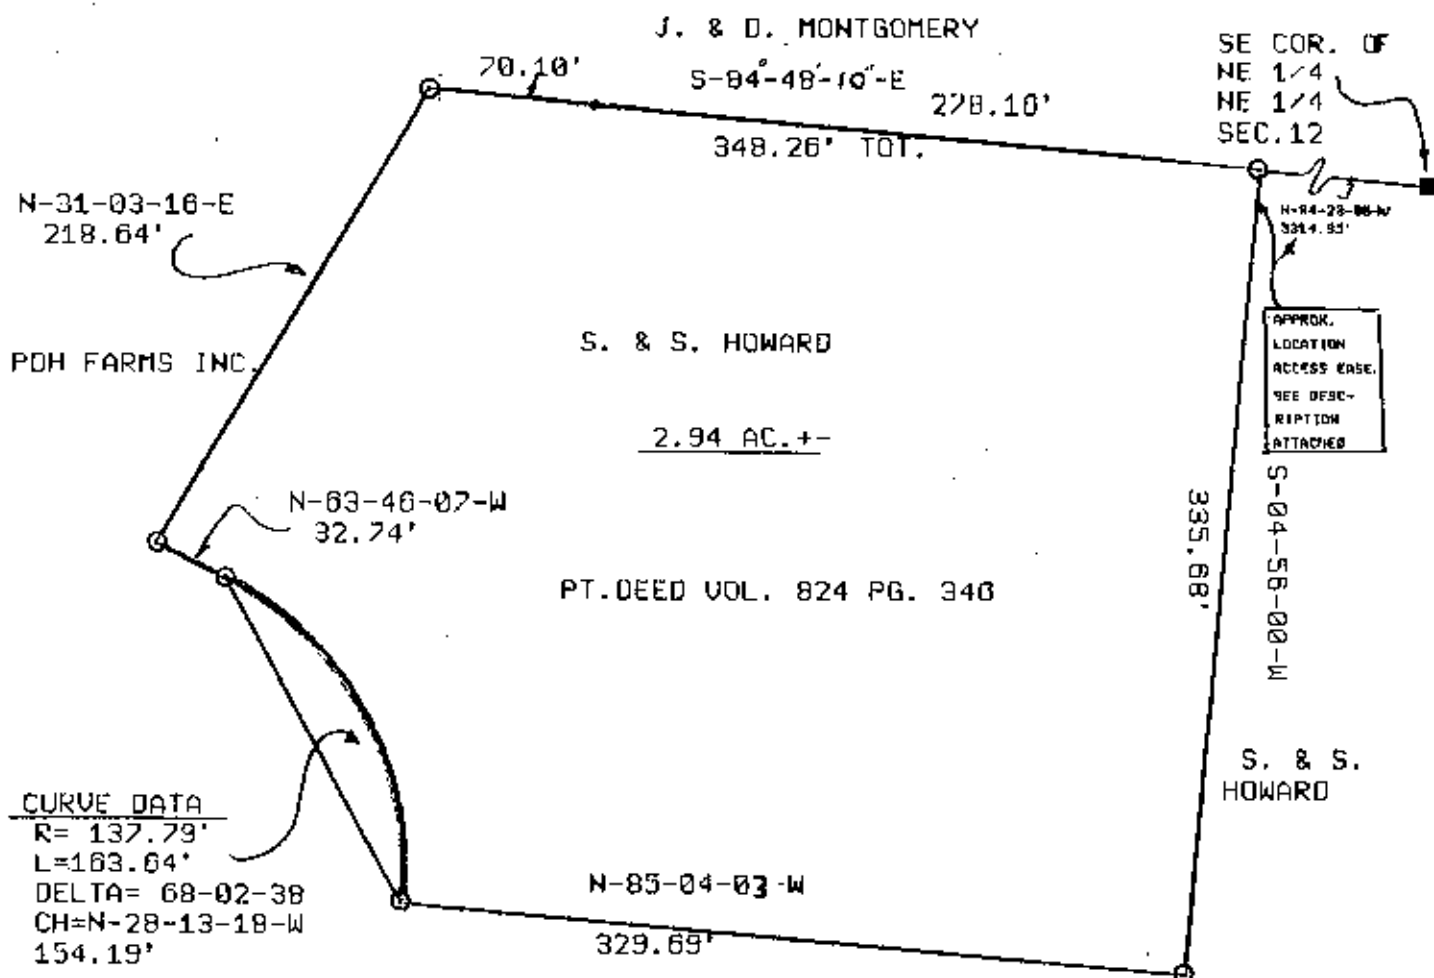 J. & D. MONTGOMERY
70.10'
S-84°-48'-10"-E
278.16'
348.26' TOT.
SE COR. OF
NE 1/4
NE 1/4
SEC.12
N-31-03-16-E
218.64'
3314.93'
APPROX.
LOCATION
ACCESS EASE.
SEE DESC-
RIPTION
ATTACHED
PDH FARMS INC.
S. & S. HOWARD
2.94 AC.+-
N-63-46-07-W
32.74'
PT.DEED VOL. 824 PG. 346
335.68'
S-04-56-00-W
S. & S.
HOWARD
CURVE DATA
R= 137.79'
L=163.64'
DELTA= 68-02-38
CH=N-28-13-18-W
154.19'
N-85-04-03-W
329.69'